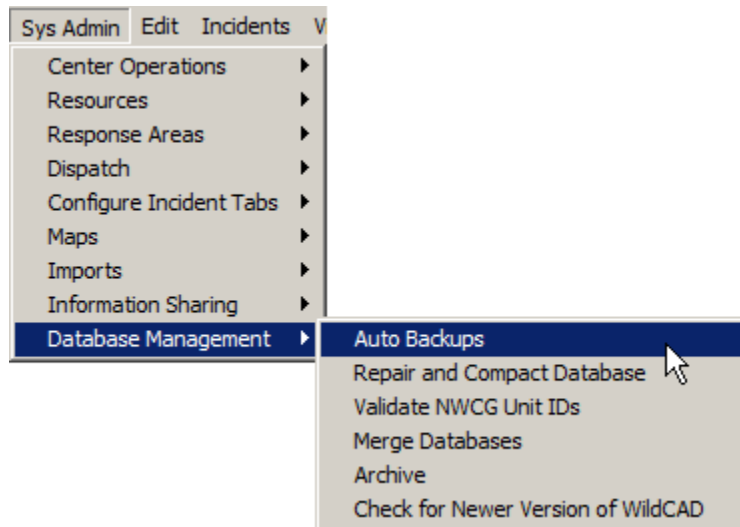 Sys Admin Edit Incidents
Center Operations
Resources
Response Areas
Dispatch
Configure Incident Tabs
Maps
Imports
Information Sharing
Database Management
Auto Backups
Repair and Compact Database
Validate NWCG Unit IDs
Merge Databases
Archive
Check for Newer Version of WildCAD